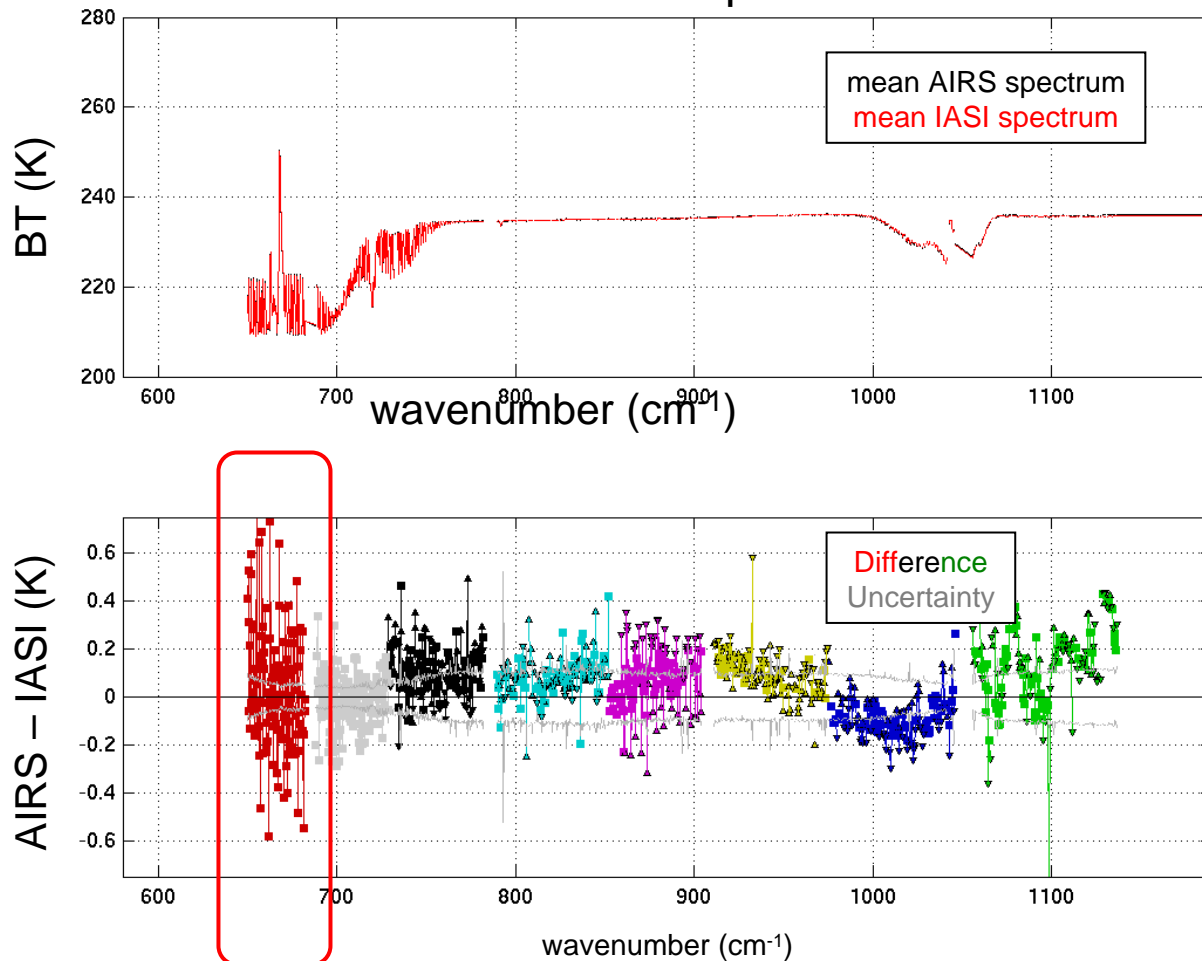 280
260
240
220
200
BT (K)
mean AIRS spectrum
mean IASI spectrum
600 700 800 900 1000 1100
wavenumber (cm-1)
0.6
0.4
0.2
0
-0.2
-0.4
-0.6
AIRS – IASI (K)
Difference
Uncertainty
600 700 800 900 1000 1100
wavenumber (cm-1)